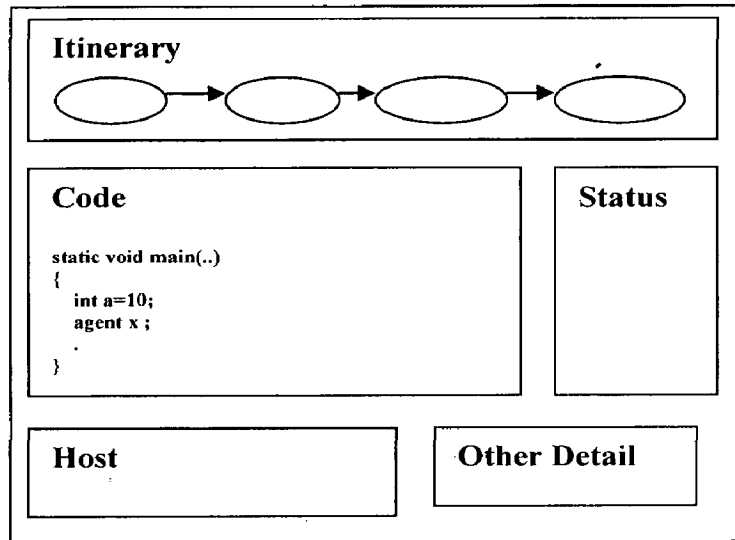 Itinerary
Code
static void main(..)
{
int a=10;
agent x ;
.
}
Status
Host
Other Detail